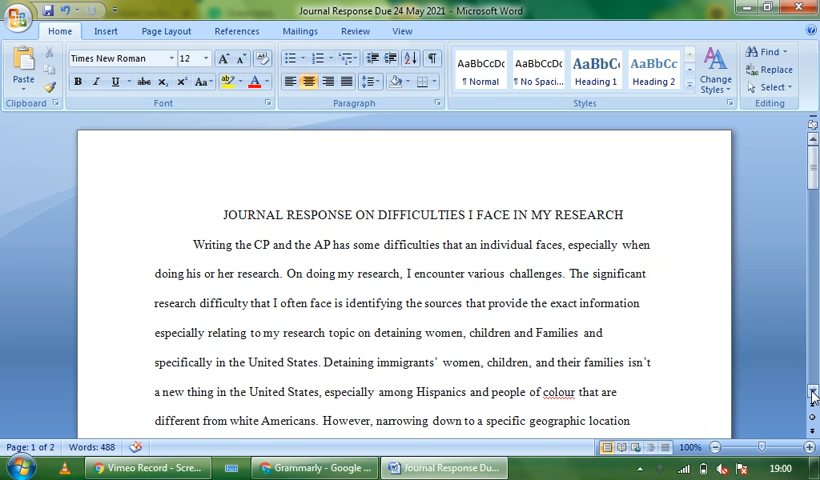 Journal Response Due 24 May 2021 - Microsoft Word
Home Insert Page Layout References Mailings Review View
Paste
Clipboard
Times New Roman 12
B I U abc x₂ x² Aa A
Font
Paragraph
AaBbCcDc AaBbCcDc AaBbC AaBbCc
¶ Normal ¶ No Spaci... Heading 1 Heading 2
Change Styles
Styles
Find
Replace
Select
Editing
JOURNAL RESPONSE ON DIFFICULTIES I FACE IN MY RESEARCH
Writing the CP and the AP has some difficulties that an individual faces, especially when
doing his or her research. On doing my research, I encounter various challenges. The significant
research difficulty that I often face is identifying the sources that provide the exact information
especially relating to my research topic on detaining women, children and Families and
specifically in the United States. Detaining immigrants' women, children, and their families isn't
a new thing in the United States, especially among Hispanics and people of colour that are
different from white Americans. However, narrowing down to a specific geographic location
Page: 1 of 2 Words: 488 100%
Vimeo Record - Scre... Grammarly - Google ... Journal Response Du... 19:00